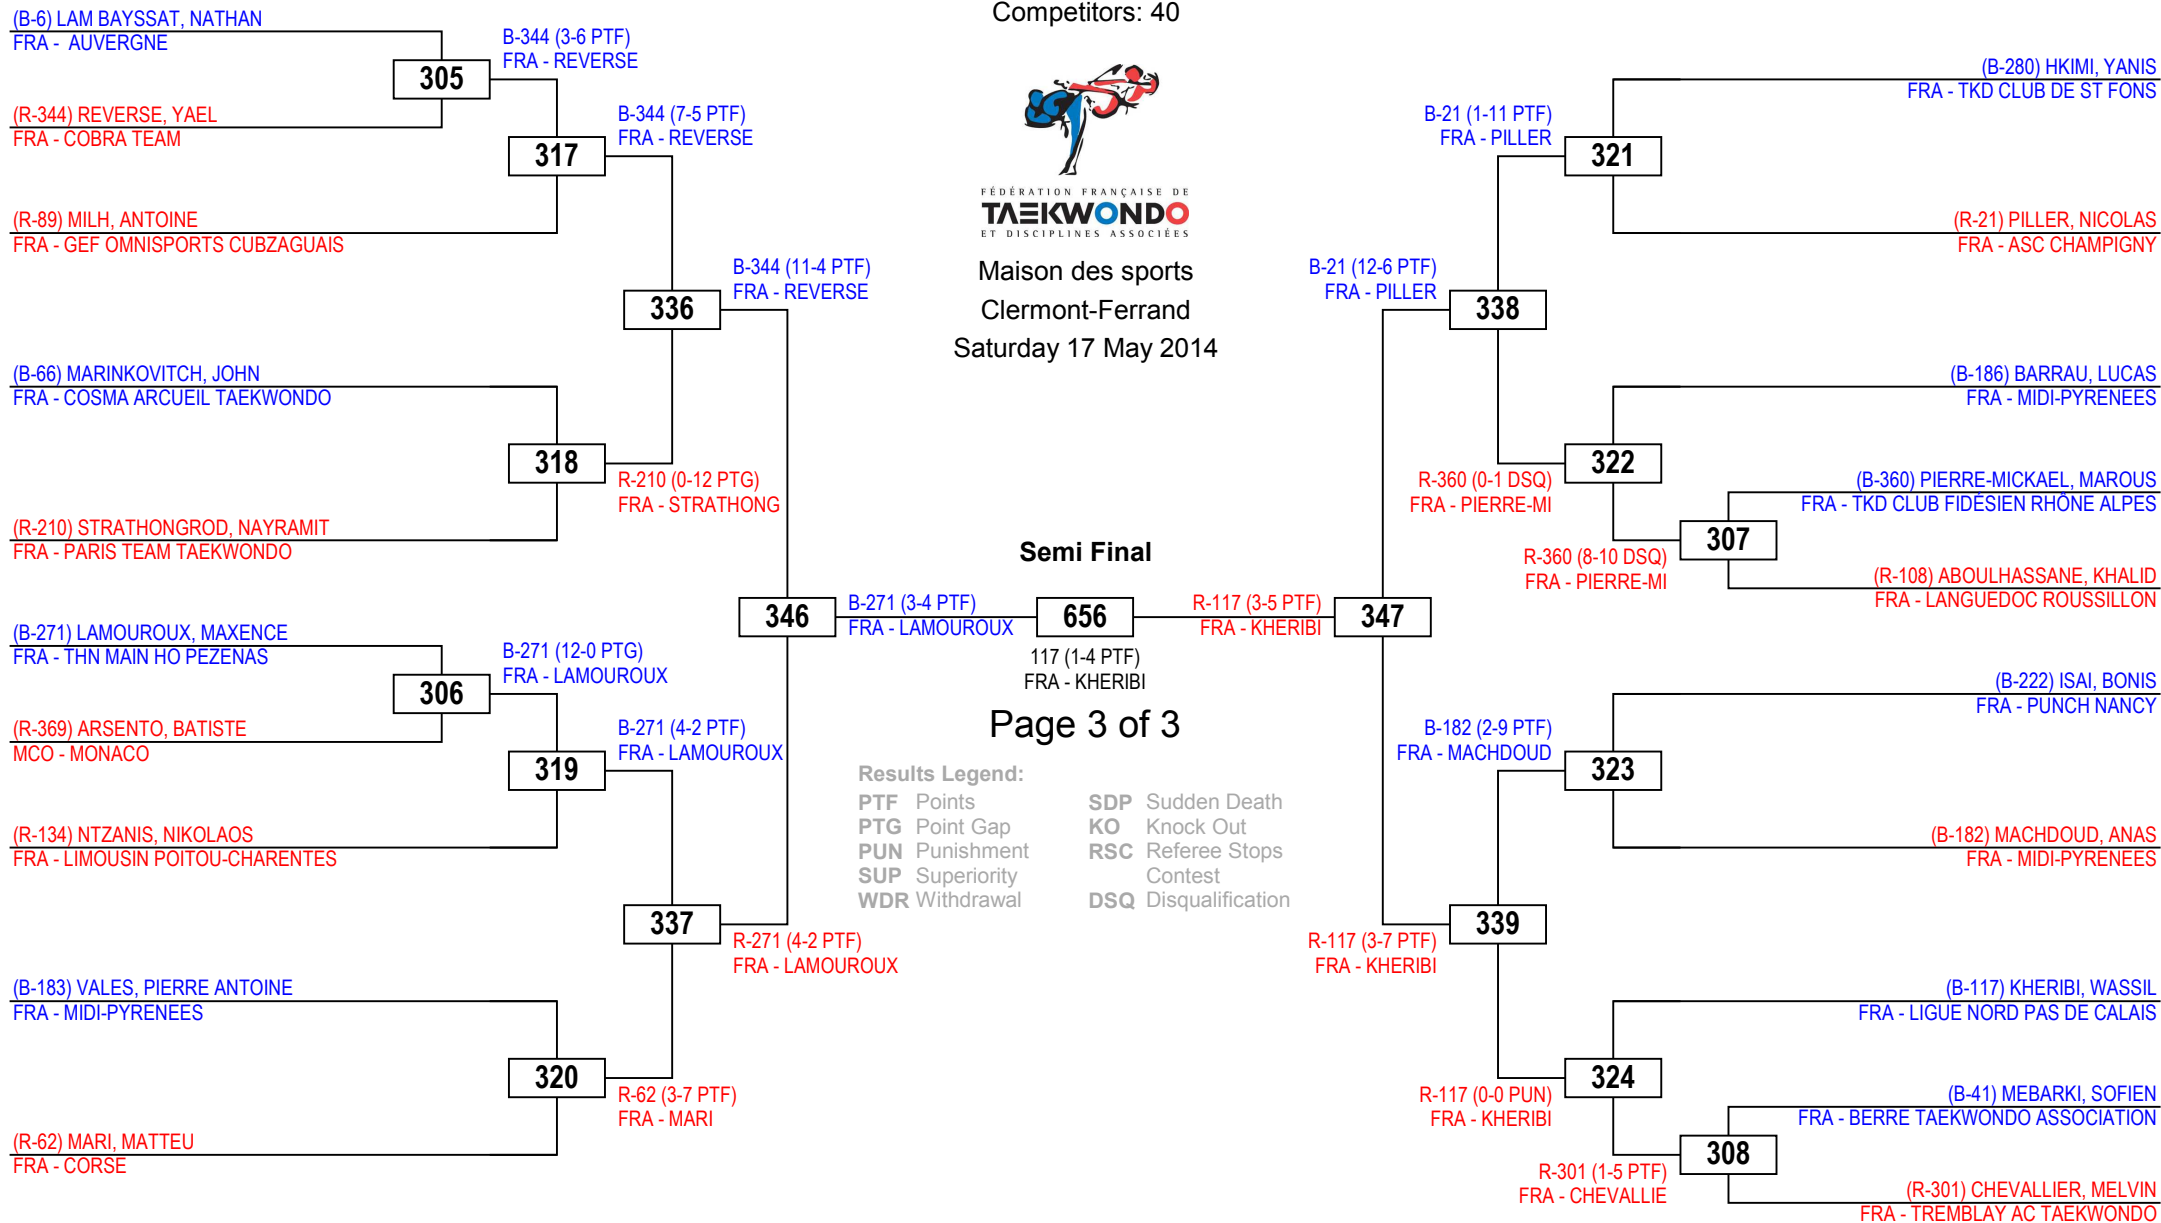 Competitors: 40
FÉDÉRATION FRANÇAISE DE
TAEKWONDO
ET DISCIPLINES ASSOCIÉES
Maison des sports
Clermont-Ferrand
Saturday 17 May 2014
(B-6) LAM BAYSSAT, NATHAN
FRA - AUVERGNE
305
B-344 (3-6 PTF)
FRA - REVERSE
(R-344) REVERSE, YAEL
FRA - COBRA TEAM
317
B-344 (7-5 PTF)
FRA - REVERSE
(R-89) MILH, ANTOINE
FRA - GEF OMNISPORTS CUBZAGUAIS
336
B-344 (11-4 PTF)
FRA - REVERSE
(B-66) MARINKOVITCH, JOHN
FRA - COSMA ARCUEIL TAEKWONDO
318
R-210 (0-12 PTG)
FRA - STRATHONG
(R-210) STRATHONGROD, NAYRAMIT
FRA - PARIS TEAM TAEKWONDO
346
B-271 (3-4 PTF)
FRA - LAMOUROUX
(B-271) LAMOUROUX, MAXENCE
FRA - THN MAIN HO PEZENAS
306
B-271 (12-0 PTG)
FRA - LAMOUROUX
(R-369) ARSENTO, BATISTE
MCO - MONACO
319
B-271 (4-2 PTF)
FRA - LAMOUROUX
(R-134) NTZANIS, NIKOLAOS
FRA - LIMOUSIN POITOU-CHARENTES
337
R-271 (4-2 PTF)
FRA - LAMOUROUX
(B-183) VALES, PIERRE ANTOINE
FRA - MIDI-PYRENEES
320
R-62 (3-7 PTF)
FRA - MARI
(R-62) MARI, MATTEU
FRA - CORSE
Semi Final
656
117 (1-4 PTF)
FRA - KHERIBI
Page 3 of 3
Results Legend:
PTF Points
PTG Point Gap
PUN Punishment
SUP Superiority
WDR Withdrawal
SDP Sudden Death
KO Knock Out
RSC Referee Stops
Contest
DSQ Disqualification
(B-280) HKIMI, YANIS
FRA - TKD CLUB DE ST FONS
B-21 (1-11 PTF)
FRA - PILLER
321
(R-21) PILLER, NICOLAS
FRA - ASC CHAMPIGNY
B-21 (12-6 PTF)
FRA - PILLER
338
(B-186) BARRAU, LUCAS
FRA - MIDI-PYRENEES
R-360 (0-1 DSQ)
FRA - PIERRE-MI
322
(B-360) PIERRE-MICKAEL, MAROUS
FRA - TKD CLUB FIDÉSIEN RHÔNE ALPES
R-360 (8-10 DSQ)
FRA - PIERRE-MI
307
(R-108) ABOULHASSANE, KHALID
FRA - LANGUEDOC ROUSSILLON
R-117 (3-5 PTF)
FRA - KHERIBI
347
(B-222) ISAI, BONIS
FRA - PUNCH NANCY
B-182 (2-9 PTF)
FRA - MACHDOUD
323
(B-182) MACHDOUD, ANAS
FRA - MIDI-PYRENEES
R-117 (3-7 PTF)
FRA - KHERIBI
339
(B-117) KHERIBI, WASSIL
FRA - LIGUE NORD PAS DE CALAIS
R-117 (0-0 PUN)
FRA - KHERIBI
324
(B-41) MEBARKI, SOFIEN
FRA - BERRE TAEKWONDO ASSOCIATION
R-301 (1-5 PTF)
FRA - CHEVALLIE
308
(R-301) CHEVALLIER, MELVIN
FRA - TREMBLAY AC TAEKWONDO